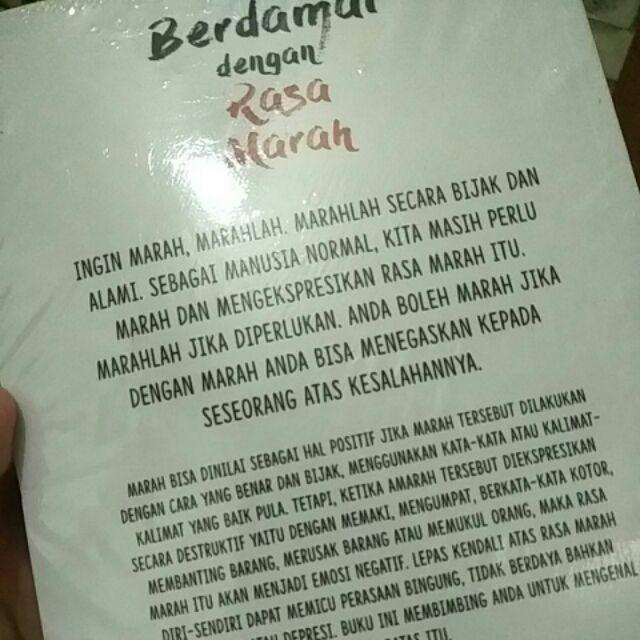 Berdamai
dengan
Rasa
Marah
INGIN MARAH, MARAHLAH. MARAHLAH SECARA BIJAK DAN
ALAMI. SEBAGAI MANUSIA NORMAL, KITA MASIH PERLU
MARAH DAN MENGEKSPRESIKAN RASA MARAH ITU.
MARAHLAH JIKA DIPERLUKAN. ANDA BOLEH MARAH JIKA
DENGAN MARAH ANDA BISA MENEGASKAN KEPADA
SESEORANG ATAS KESALAHANNYA.
MARAH BISA DINILAI SEBAGAI HAL POSITIF JIKA MARAH TERSEBUT DILAKUKAN
DENGAN CARA YANG BENAR DAN BIJAK, MENGGUNAKAN KATA-KATA ATAU KALIMAT-
KALIMAT YANG BAIK PULA. TETAPI, KETIKA AMARAH TERSEBUT DIEKSPRESIKAN
SECARA DESTRUKTIF YAITU DENGAN MEMAKI, MENGUMPAT, BERKATA-KATA KOTOR,
MEMBANTING BARANG, MERUSAK BARANG ATAU MEMUKUL ORANG, MAKA RASA
MARAH ITU AKAN MENJADI EMOSI NEGATIF. LEPAS KENDALI ATAS RASA MARAH
DIRI-SENDIRI DAPAT MEMICU PERASAAN BINGUNG, TIDAK BERDAYA BAHKAN
DEPRESI. BUKU INI MEMBIMBING ANDA UNTUK MENGENAL
ITU.